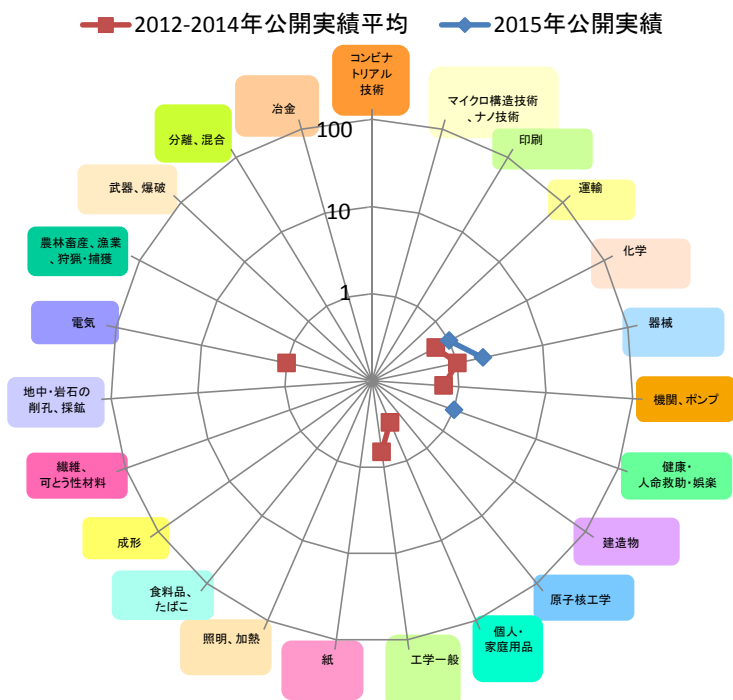 2012-2014年公開実績平均
2015年公開実績
コンビナ
トリアル
技術
マイクロ構造技術
、ナノ技術
印刷
運輸
化学
器械
機関、ポンプ
健康・
人命救助・娯楽
建造物
原子核工学
個人・
家庭用品
工学一般
紙
照明、加熱
食料品、
たばこ
成形
繊維、
可とう性材料
地中・岩石の
削孔、採鉱
電気
農林畜産、漁業
、狩猟・捕獲
武器、爆破
分離、混合
冶金
100
10
1